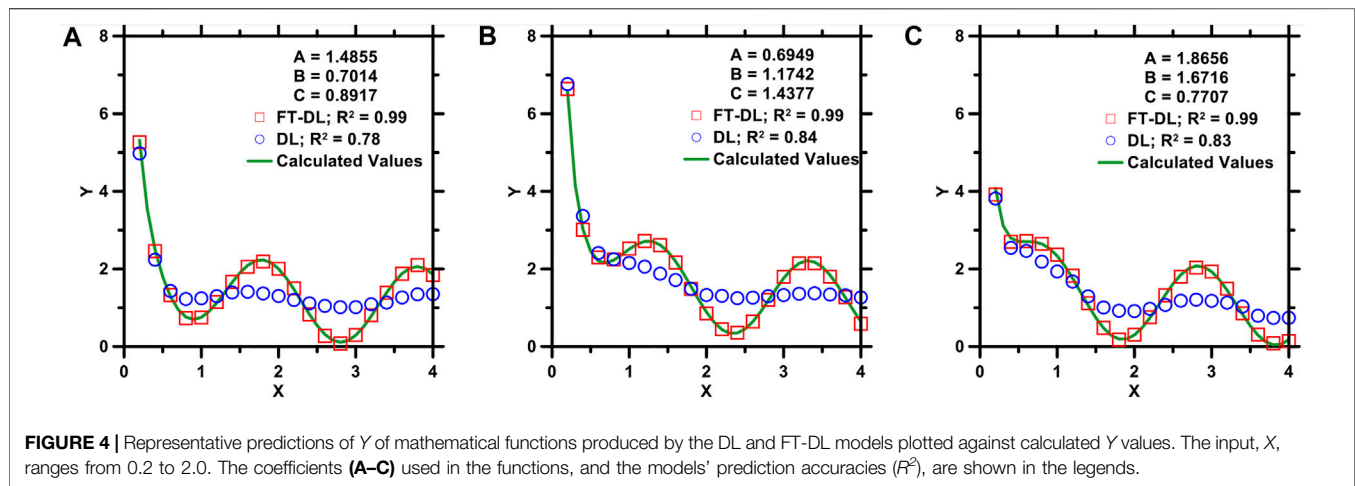 A
8
6
4
2
0
Y
0 1 2 3 4
X
A = 1.4855
B = 0.7014
C = 0.8917
FT-DL; R² = 0.99
DL; R² = 0.78
Calculated Values
B
8
6
4
2
0
Y
0 1 2 3 4
X
A = 0.6949
B = 1.1742
C = 1.4377
FT-DL; R² = 0.99
DL; R² = 0.84
Calculated Values
C
8
6
4
2
0
Y
0 1 2 3 4
X
A = 1.8656
B = 1.6716
C = 0.7707
FT-DL; R² = 0.99
DL; R² = 0.83
Calculated Values
FIGURE 4 | Representative predictions of Y of mathematical functions produced by the DL and FT-DL models plotted against calculated Y values. The input, X,
ranges from 0.2 to 2.0. The coefficients (A–C) used in the functions, and the models' prediction accuracies (R²), are shown in the legends.